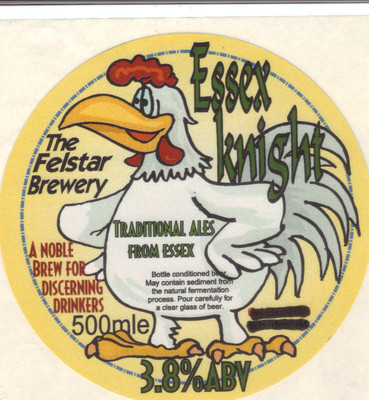 Essex
knight
The
Felstar
Brewery
TRADITIONAL ALES
FROM ESSEX
A NOBLE
BREW FOR
DISCERNING
DRINKERS
Bottle conditioned beer.
May contain sediment from
the natural fermentation
process. Pour carefully for
a clear glass of beer.
500mle
3.8%ABV